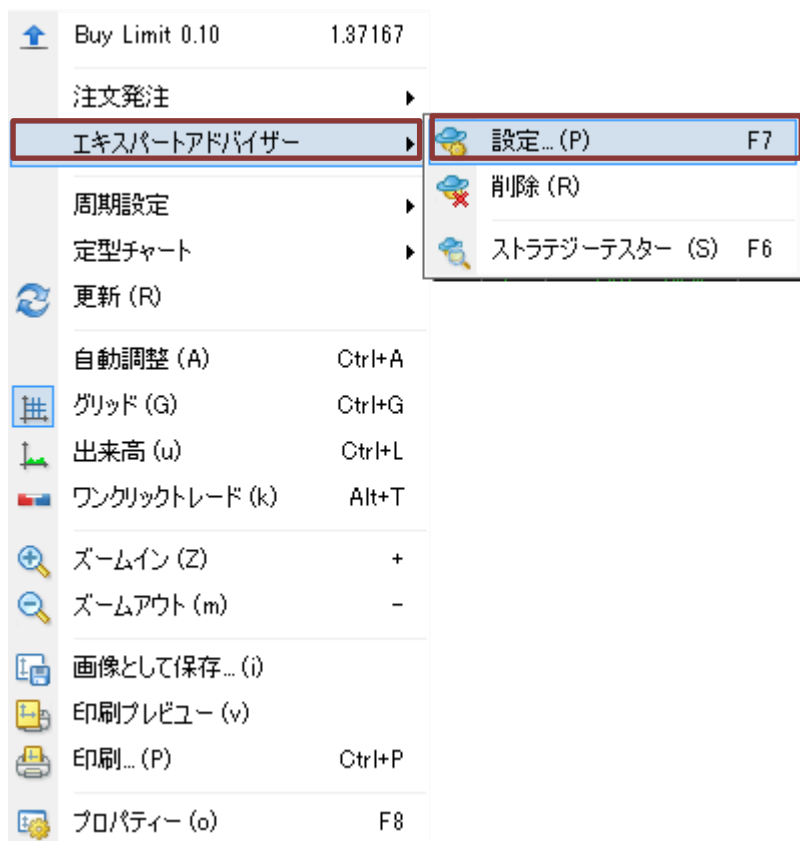 Buy Limit 0.10 1.37167
注文発注
エキスパートアドバイザー
設定...(P) F7
削除 (R)
ストラテジーテスター (S) F6
周期設定
定型チャート
更新 (R)
自動調整 (A) Ctrl+A
グリッド (G) Ctrl+G
出来高 (u) Ctrl+L
ワンクリックトレード (k) Alt+T
ズームイン (Z) +
ズームアウト (m) -
画像として保存...(i)
印刷プレビュー (v)
印刷...(P) Ctrl+P
プロパティー (o) F8